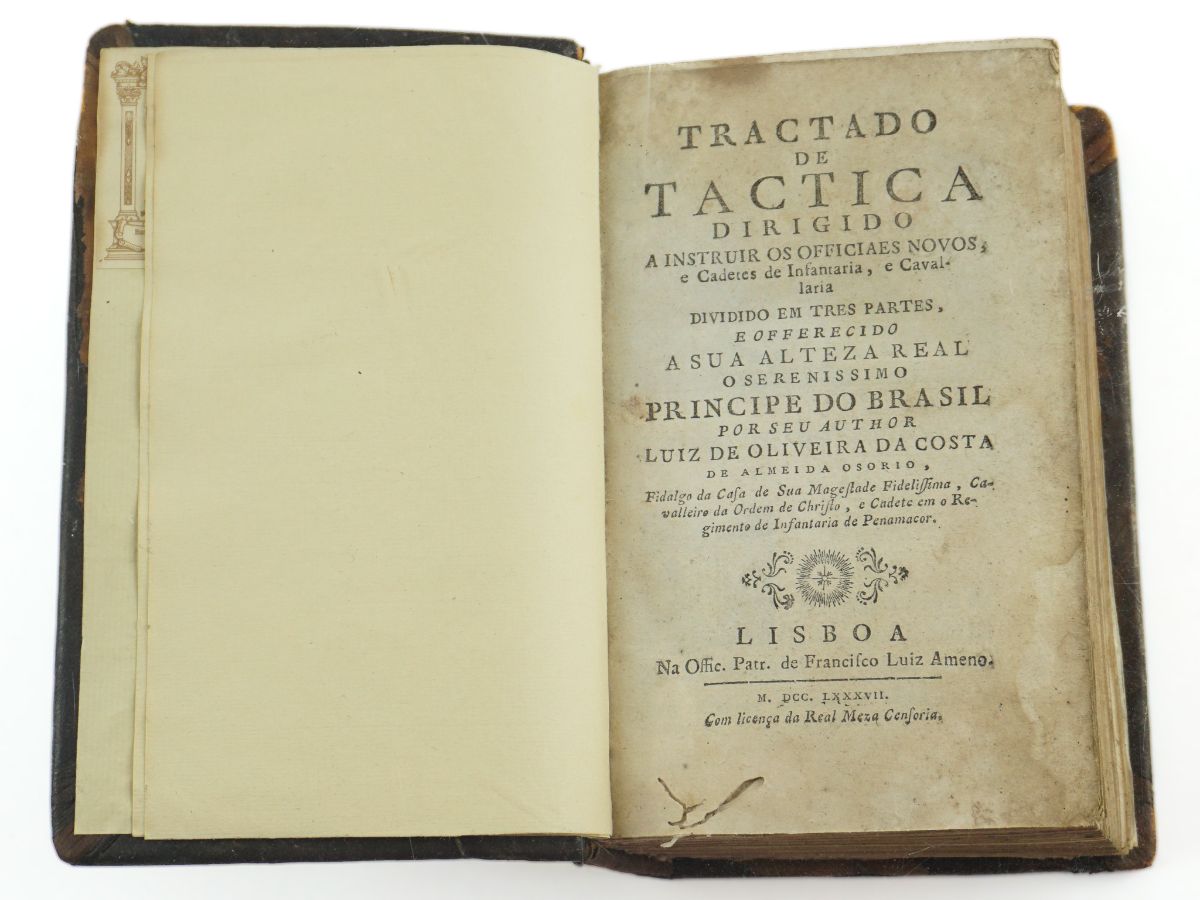 TRACTADO
DE
TACTICA
DIRIGIDO
A INSTRUIR OS OFFICIAES NOVOS,
e Cadetes de Infantaria, e Caval-
laria
DIVIDIDO EM TRES PARTES,
E OFFERECIDO
A SUA ALTEZA REAL
O SERENISSIMO
PRINCIPE DO BRASIL
POR SEU AUTHOR
LUIZ DE OLIVEIRA DA COSTA
DE ALMEIDA OSORIO,
Fidalgo da Caſa de Sua Mageſtade Fideliſſima, Ca-
valleiro da Ordem de Chriſto, e Cadete em o Re-
gimento de Infantaria de Penamacor.
LISBOA
Na Offic. Patr. de Franciſco Luiz Ameno.
M. DCC. LXXXVII.
Com licença da Real Meza Cenſoria.